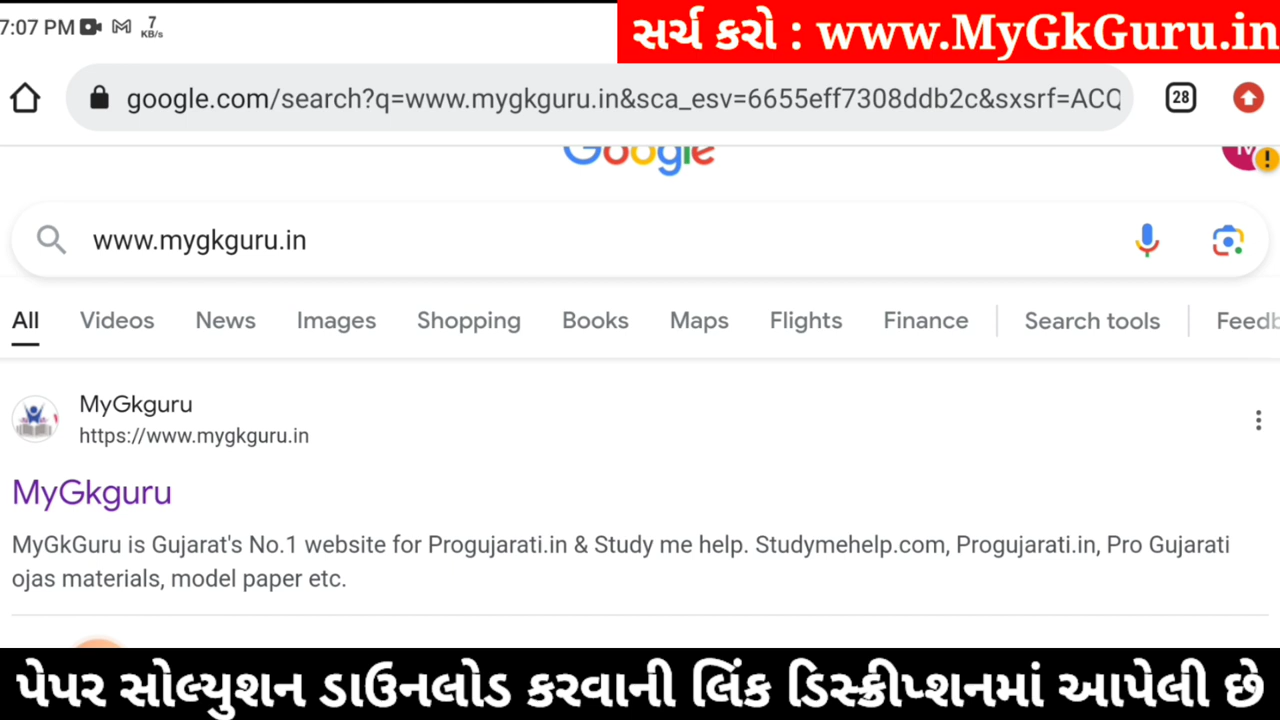 7:07 PM 7 KB/s
સર્ચ કરો : www.MyGkGuru.in
google.com/search?q=www.mygkguru.in&sca_esv=6655eff7308ddb2c&sxsrf=ACQ
28
Google
www.mygkguru.in
All Videos News Images Shopping Books Maps Flights Finance Search tools Feedb
MyGkguru
https://www.mygkguru.in
MyGkguru
MyGkGuru is Gujarat's No.1 website for Progujarati.in & Study me help. Studymehelp.com, Progujarati.in, Pro Gujarati
ojas materials, model paper etc.
પેપર સોલ્યુશન ડાઉનલોડ કરવાની લિંક ડિસ્ક્રીપ્શનમાં આપેલી છે